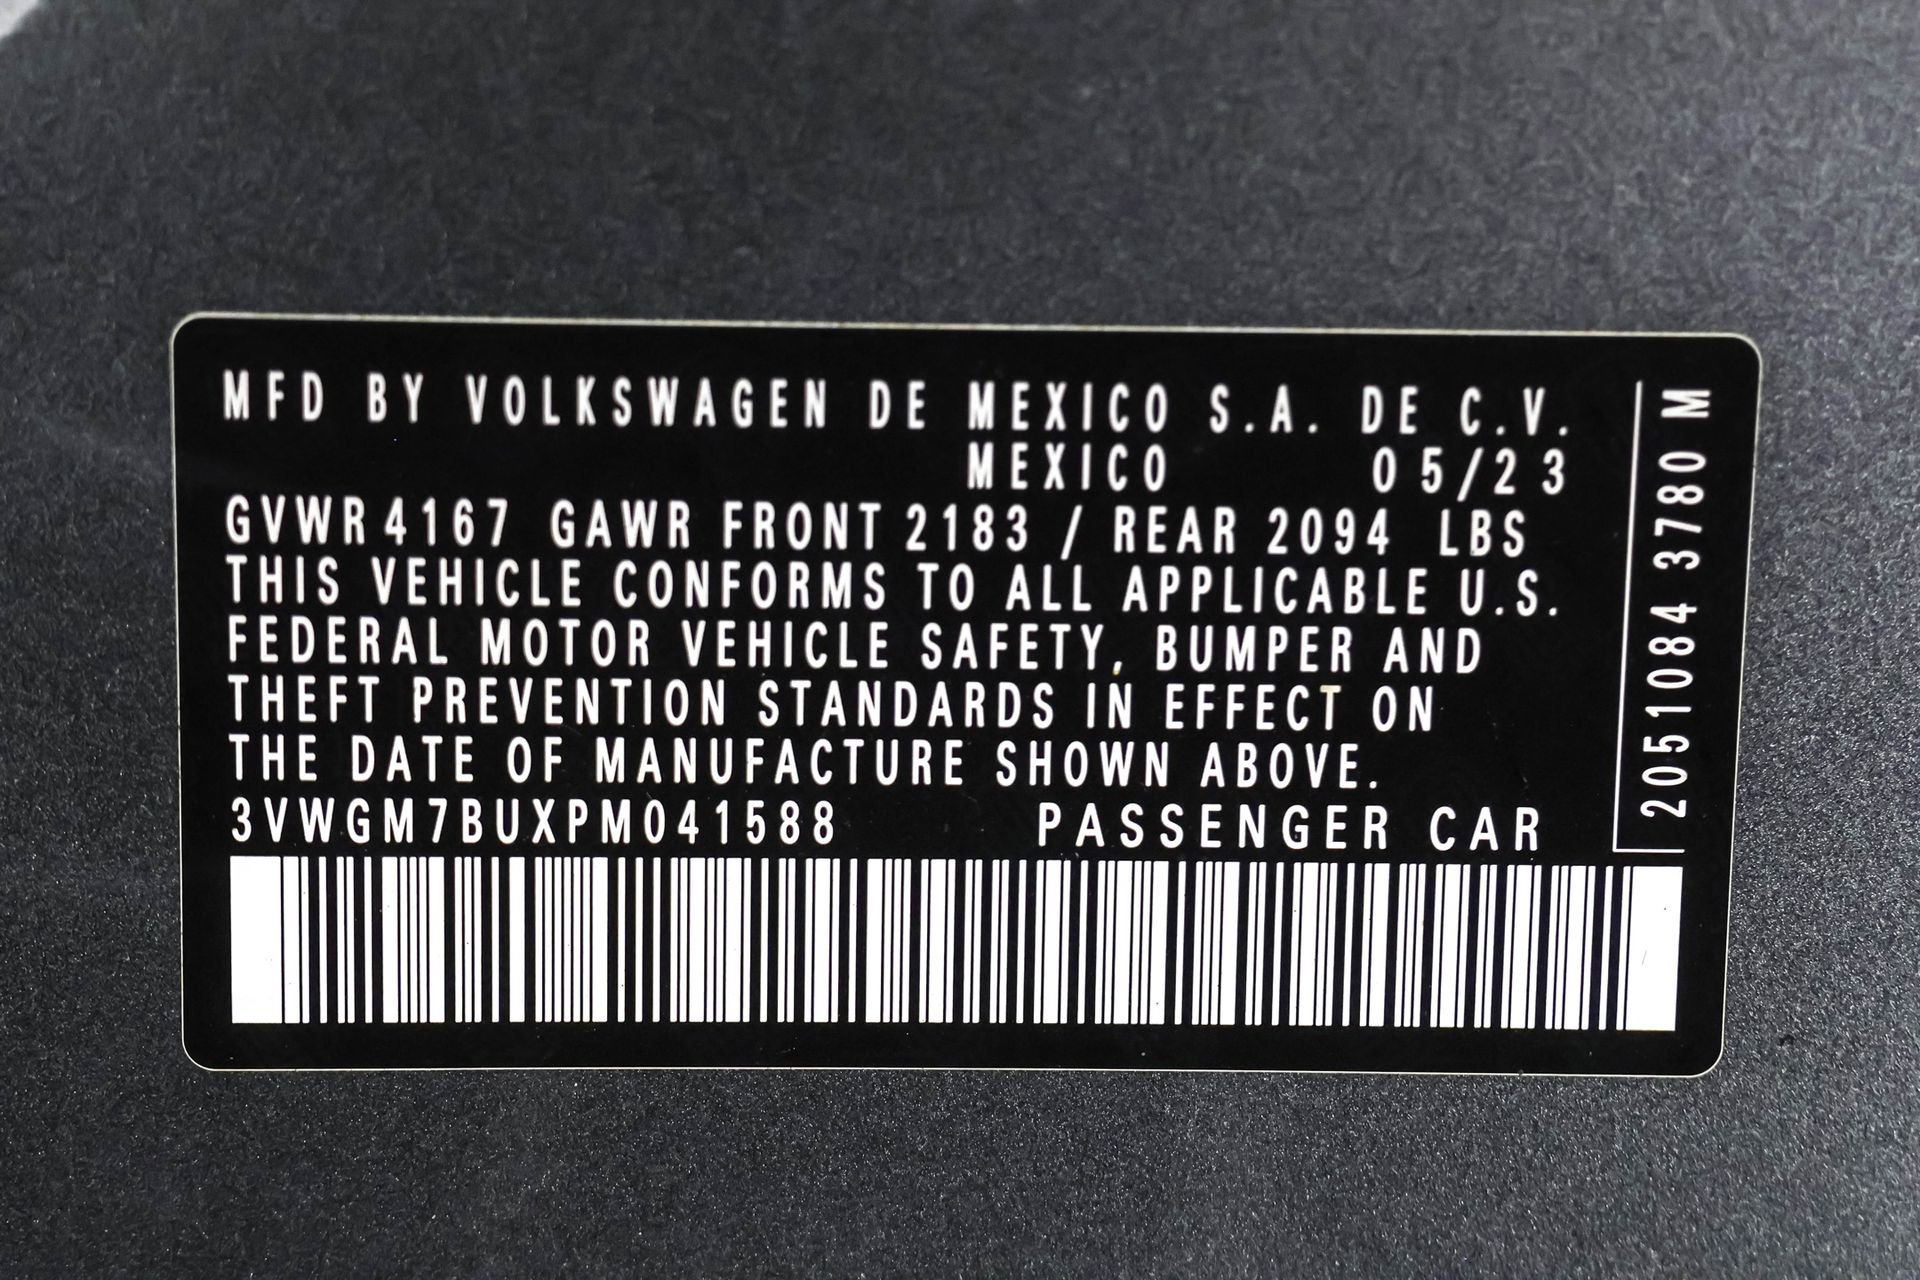 MFD BY VOLKSWAGEN DE MEXICO S.A. DE C.V.
MEXICO 05/23
GVWR 4167 GAWR FRONT 2183 / REAR 2094 LBS
THIS VEHICLE CONFORMS TO ALL APPLICABLE U.S.
FEDERAL MOTOR VEHICLE SAFETY, BUMPER AND
THEFT PREVENTION STANDARDS IN EFFECT ON
THE DATE OF MANUFACTURE SHOWN ABOVE.
3VWGM7BUXPM041588 PASSENGER CAR
2051084 3780 M